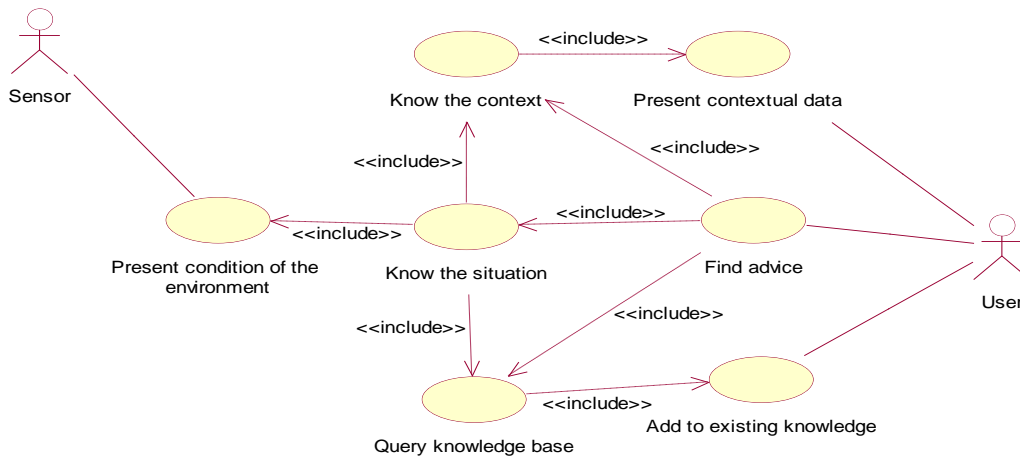 <<include>>
Sensor
Know the context
Present contextual data
<<include>>
<<include>>
<<include>>
<<include>>
Present condition of the
environment
Know the situation
Find advice
User
<<include>>
<<include>>
<<include>>
Query knowledge base
Add to existing knowledge